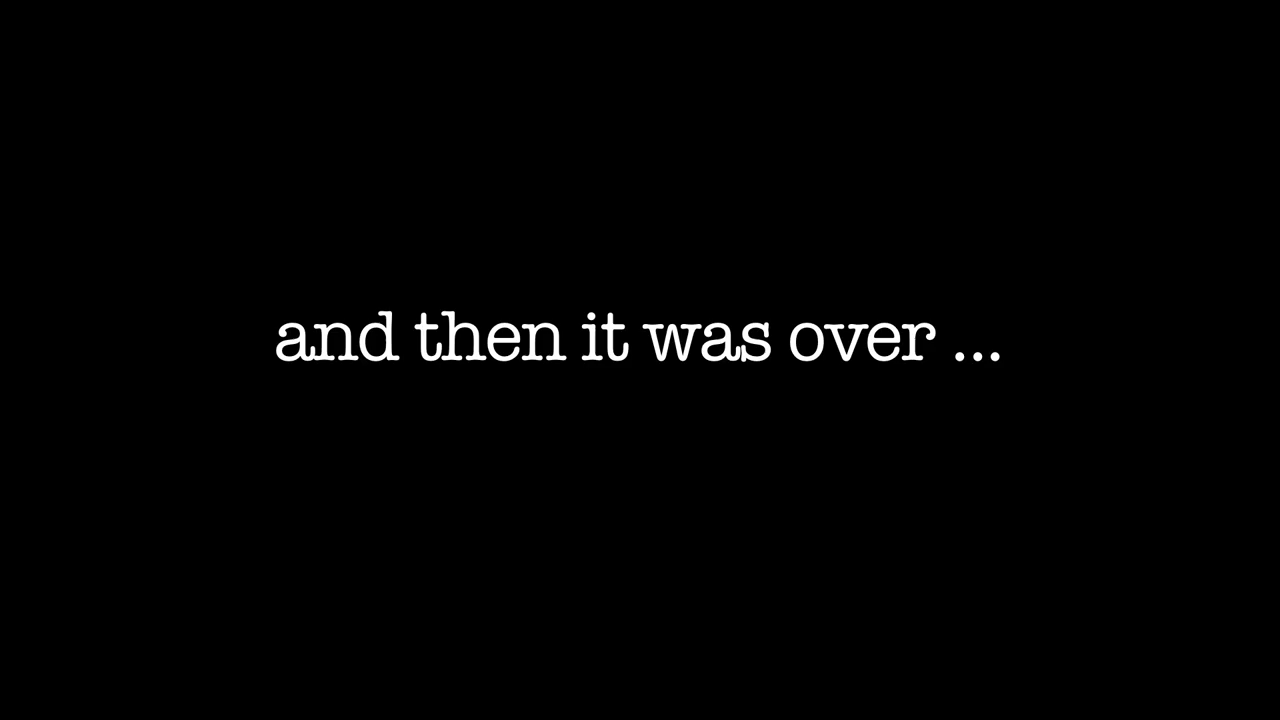 and then it was over ...